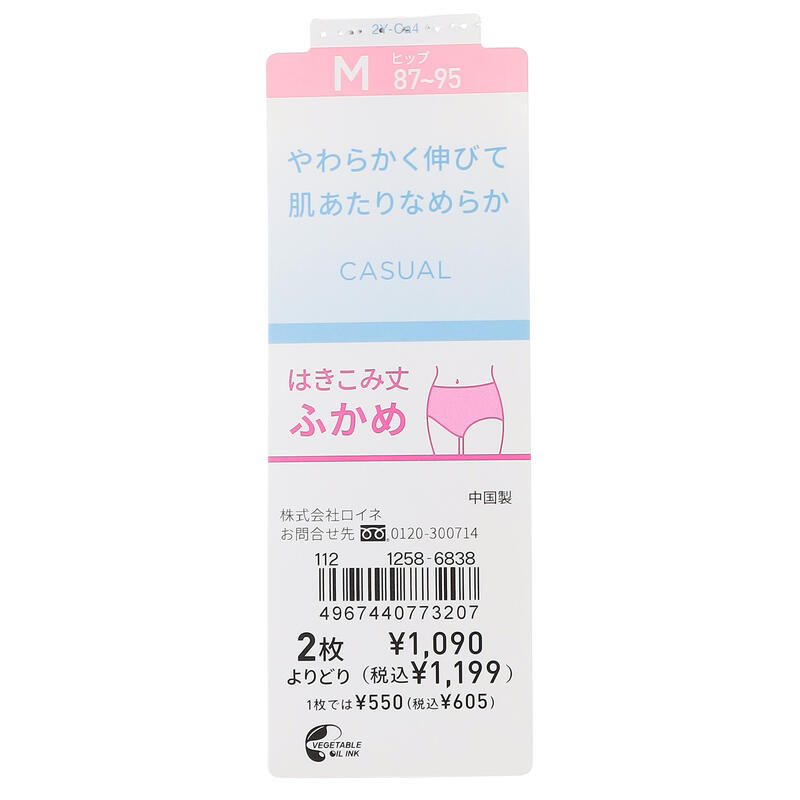 2Y-Ca4
M
ヒップ
87~95
やわらかく伸びて
肌あたりなめらか
CASUAL
はきこみ丈
ふかめ
中国製
株式会社ロイネ
お問合せ先 0120-300714
112 1258-6838
4967440773207
2枚 ¥1,090
よりどり (税込¥1,199)
1枚では¥550(税込¥605)
VEGETABLE
OIL INK